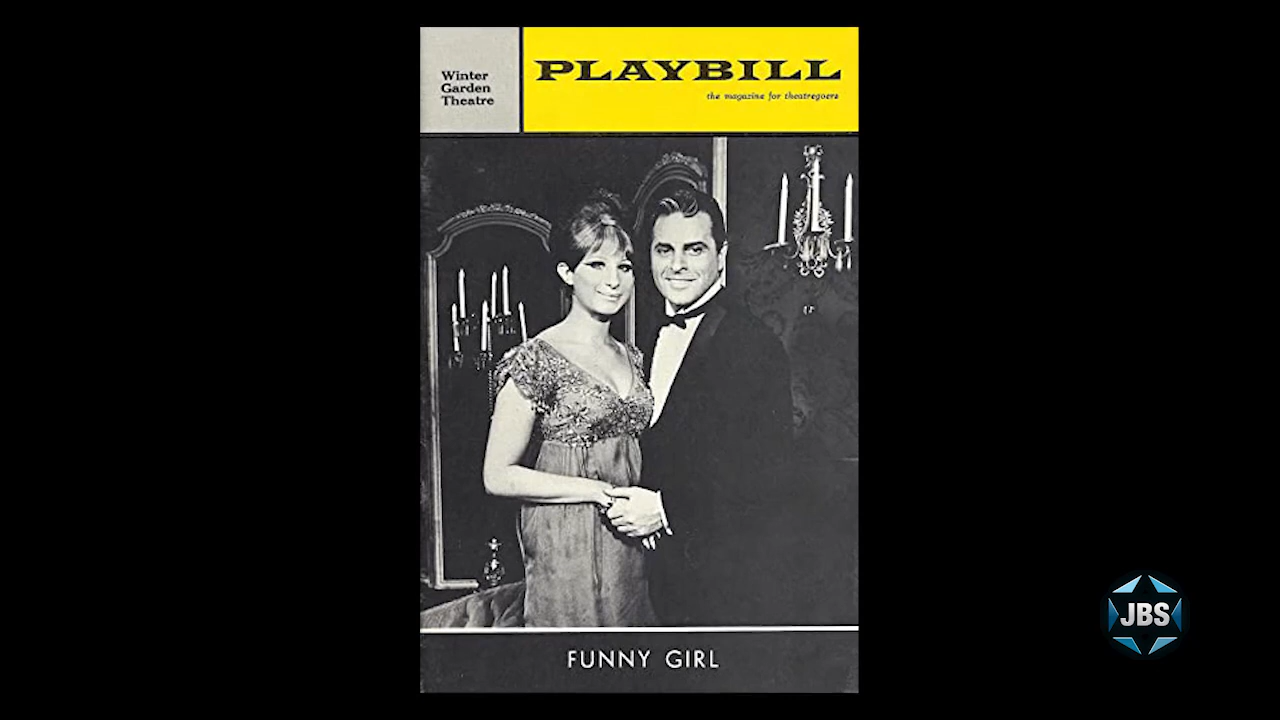 Winter
Garden
Theatre
PLAYBILL
the magazine for theatregoers
FUNNY GIRL
JBS